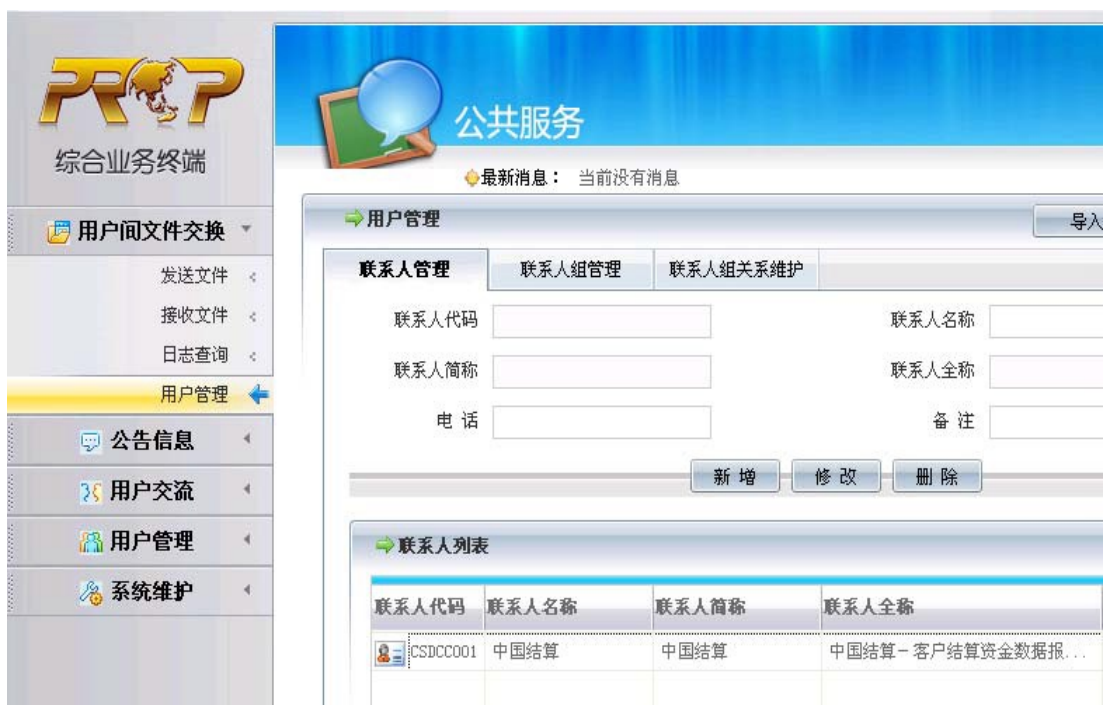 PROP
综合业务终端
公共服务
最新消息： 当前没有消息
用户间文件交换
发送文件
接收文件
日志查询
用户管理
公告信息
用户交流
用户管理
系统维护
用户管理
导入
联系人管理 联系人组管理 联系人组关系维护
联系人代码 联系人名称
联系人简称 联系人全称
电 话 备 注
新 增 修 改 删 除
联系人列表
联系人代码 联系人名称 联系人简称 联系人全称
CSDCC001 中国结算 中国结算 中国结算－客户结算资金数据报...